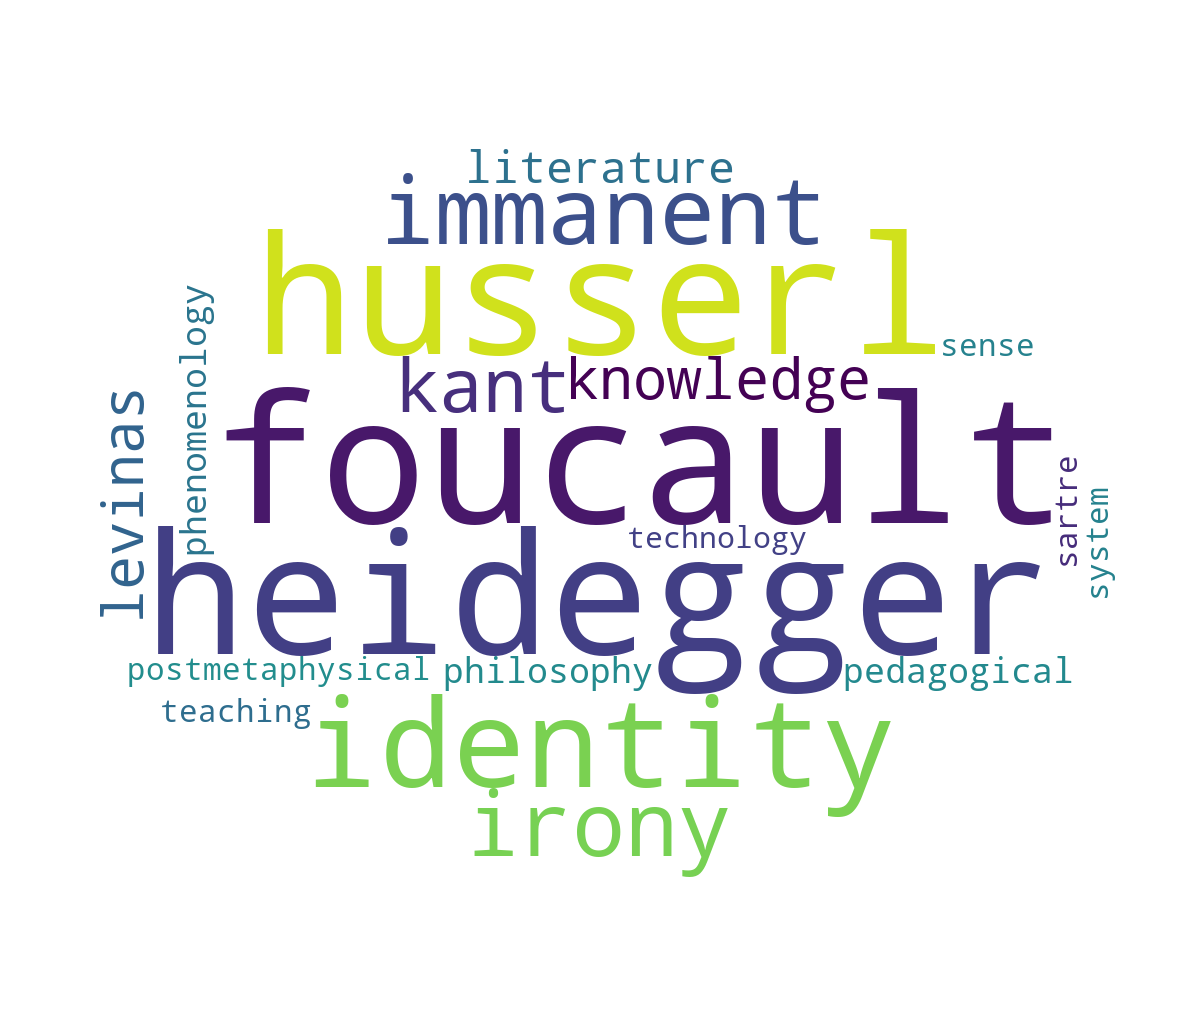 literature
immanent
husserl
sense
kant
knowledge
phenomenology
levinas
foucault
sartre
system
technology
heidegger
postmetaphysical
philosophy
pedagogical
teaching
identity
irony